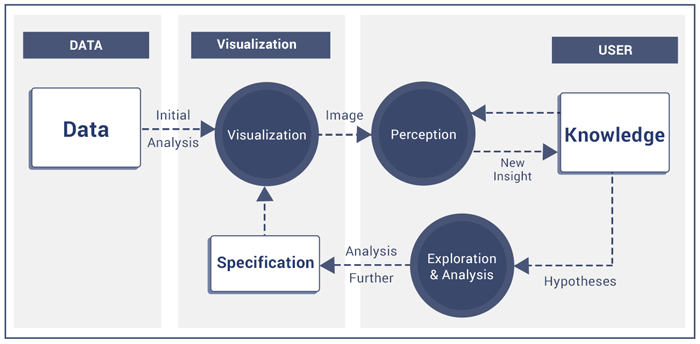 DATA
Visualization
USER
Data
Initial
Analysis
Visualization
Image
Perception
New
Insight
Knowledge
Specification
Analysis
Further
Exploration
& Analysis
Hypotheses